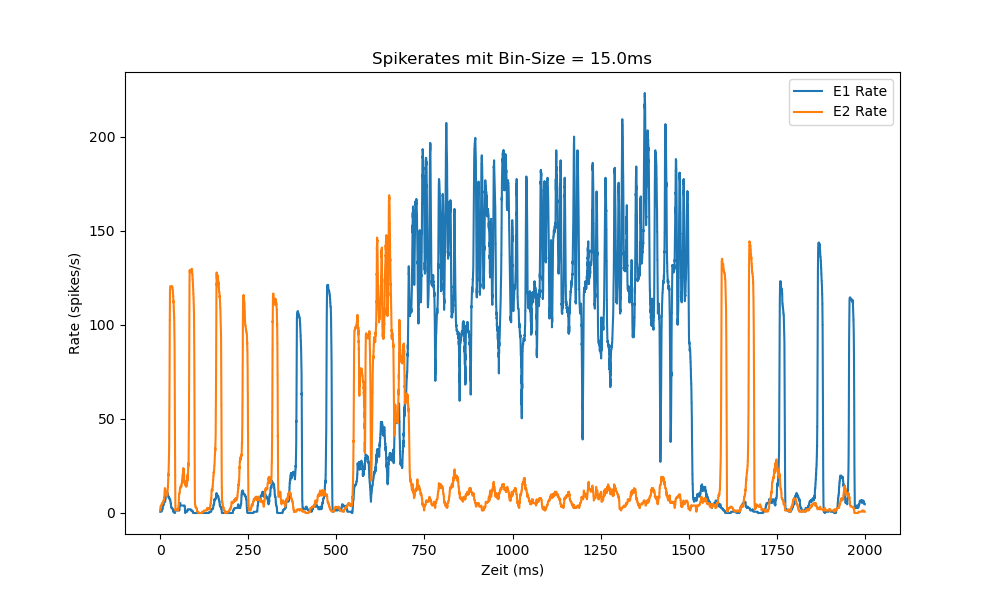 Spikerates mit Bin-Size = 15.0ms
E1 Rate
E2 Rate
Rate (spikes/s)
200
150
100
50
0
0 250 500 750 1000 1250 1500 1750 2000
Zeit (ms)